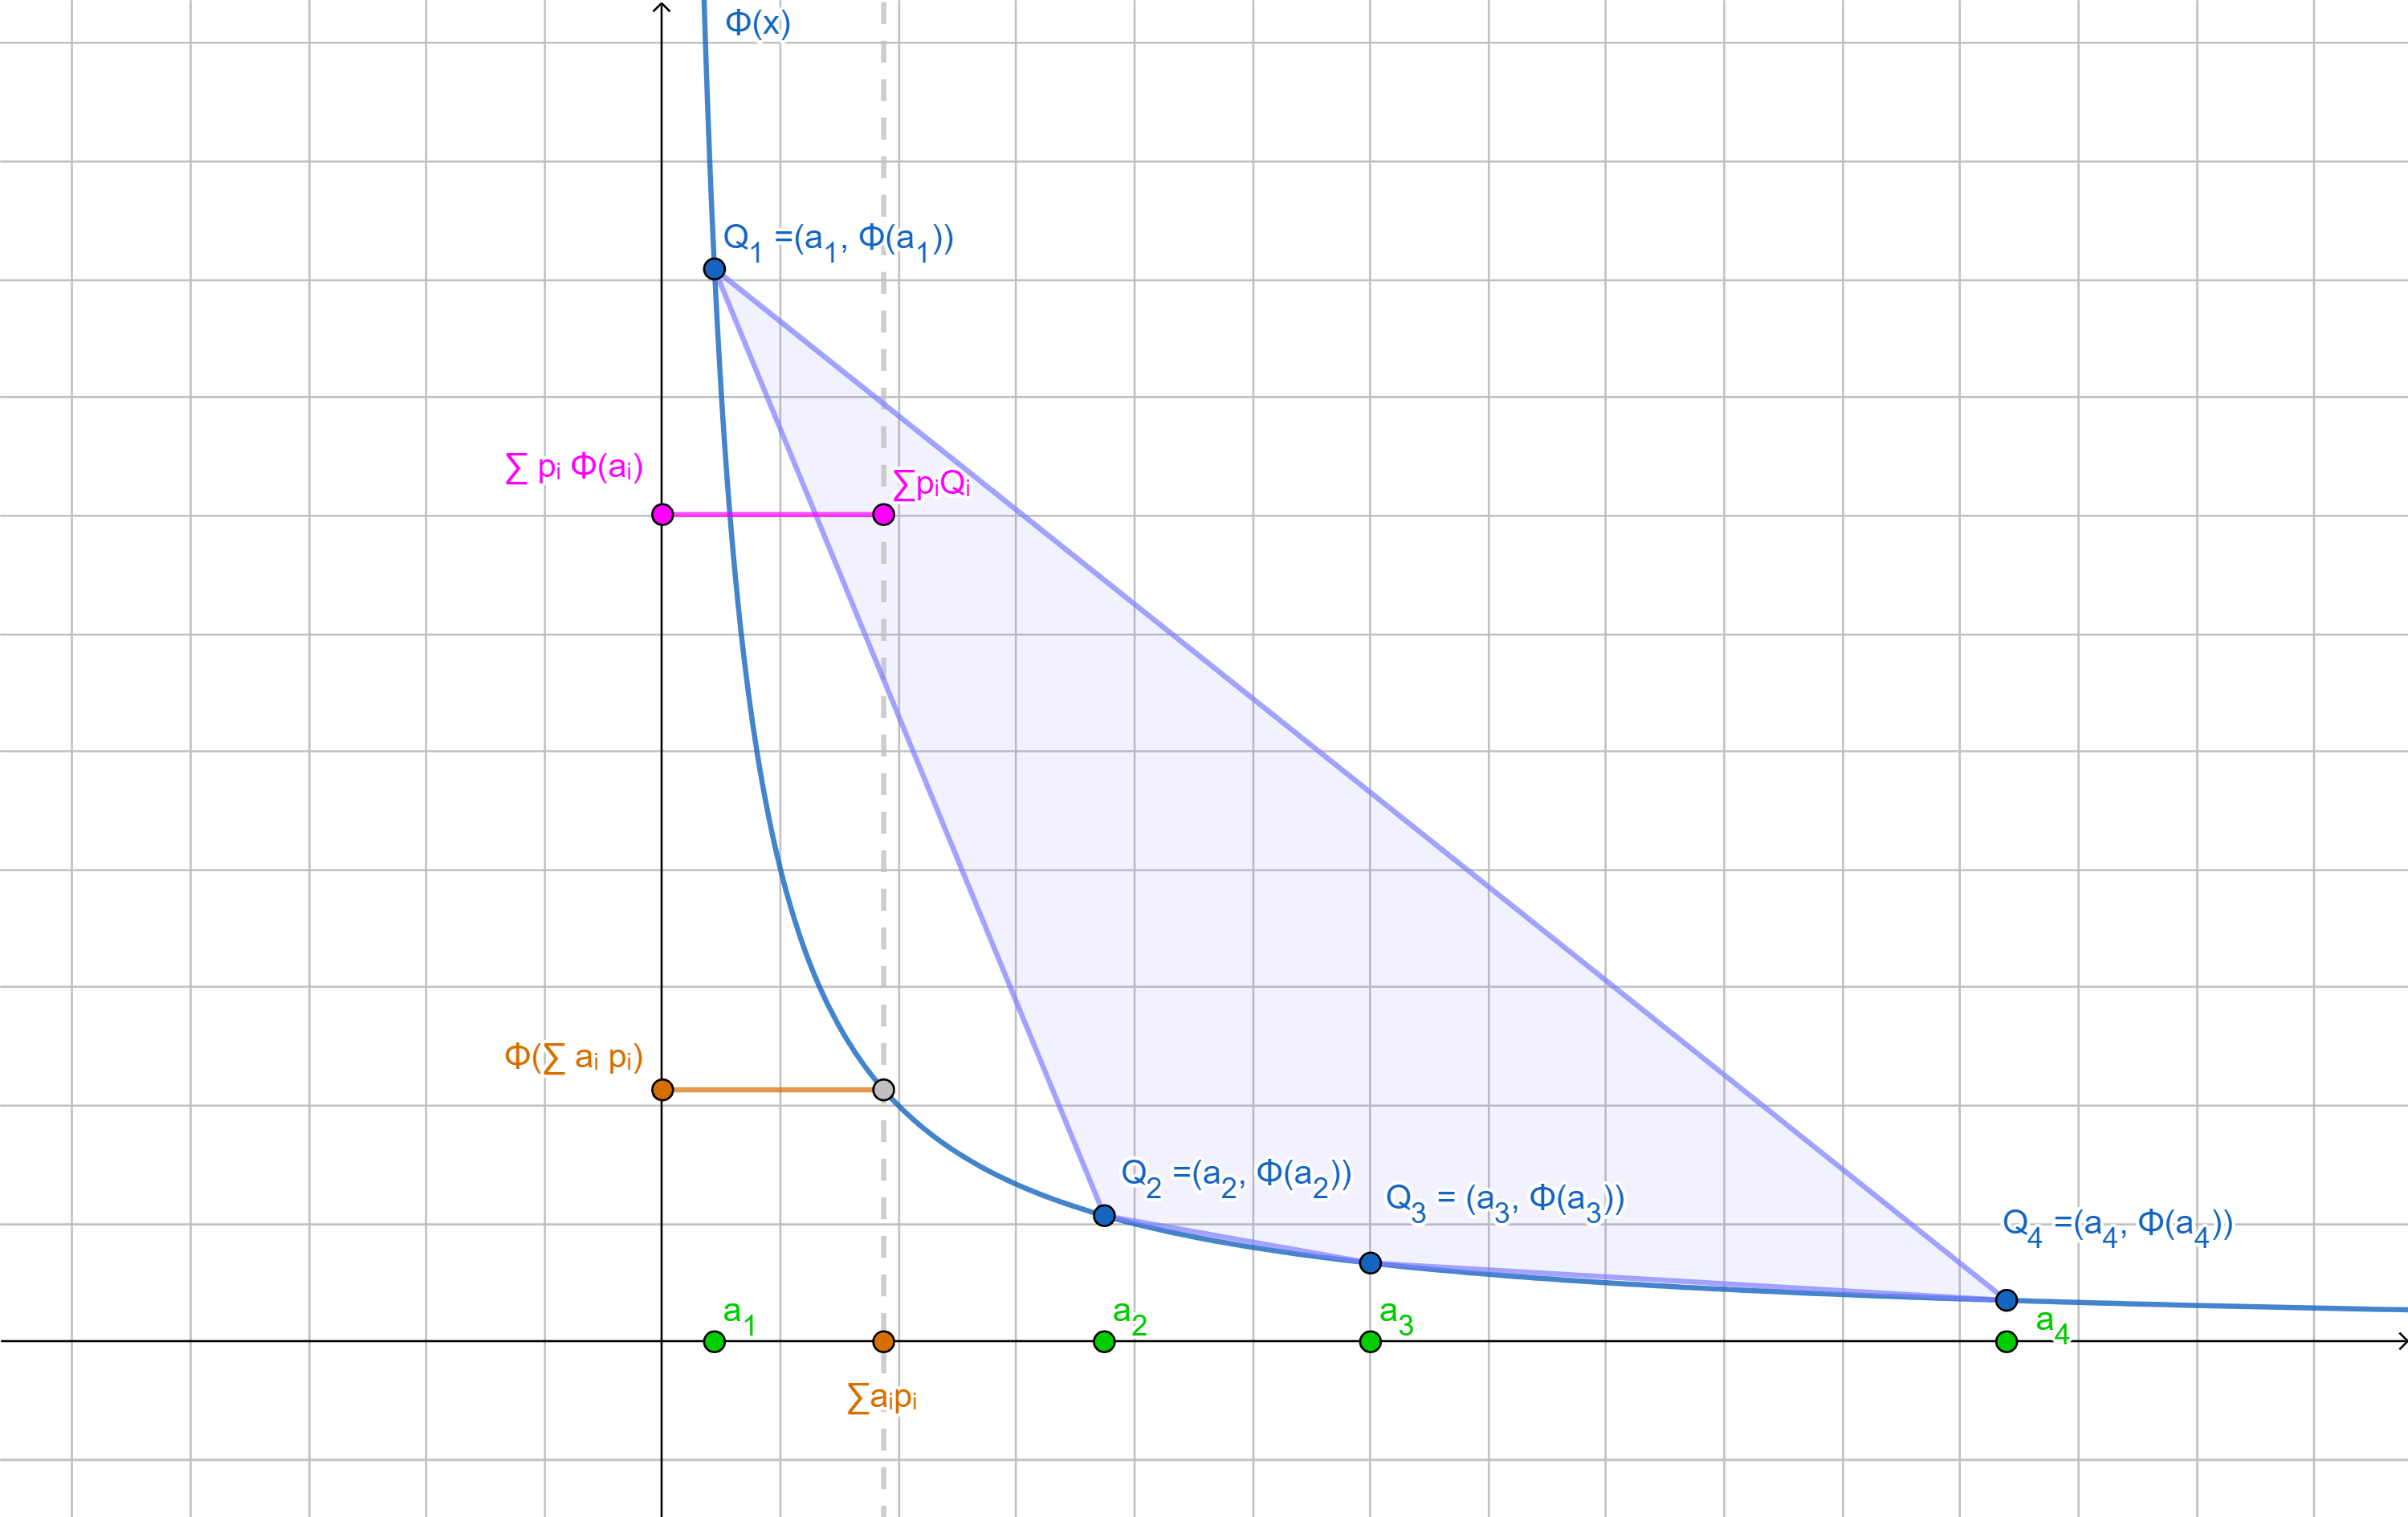 Φ(x)
Q₁ =(a₁, Φ(a₁))
∑ pᵢ Φ(aᵢ)
∑pᵢQᵢ
Φ(∑ aᵢ pᵢ)
Q₂ =(a₂, Φ(a₂))
Q₃ = (a₃, Φ(a₃))
Q₄ =(a₄, Φ(a₄))
a₁
a₂
a₃
a₄
∑aᵢpᵢ